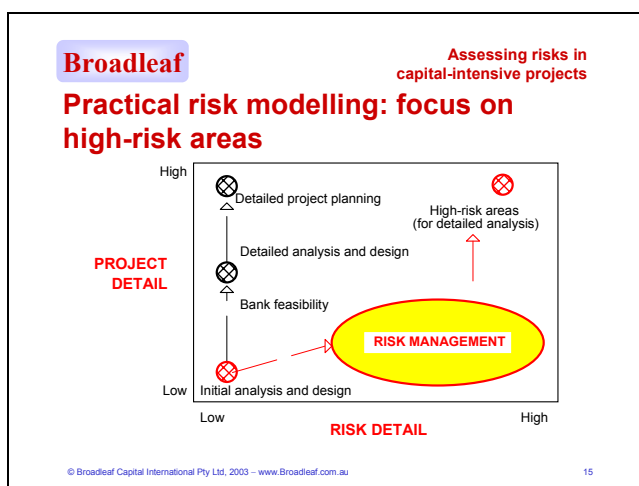 Broadleaf
Assessing risks in
capital-intensive projects
Practical risk modelling: focus on
high-risk areas
High
Detailed project planning
High-risk areas
(for detailed analysis)
Detailed analysis and design
PROJECT
DETAIL
Bank feasibility
RISK MANAGEMENT
Low
Initial analysis and design
Low
High
RISK DETAIL
© Broadleaf Capital International Pty Ltd, 2003 – www.Broadleaf.com.au
15